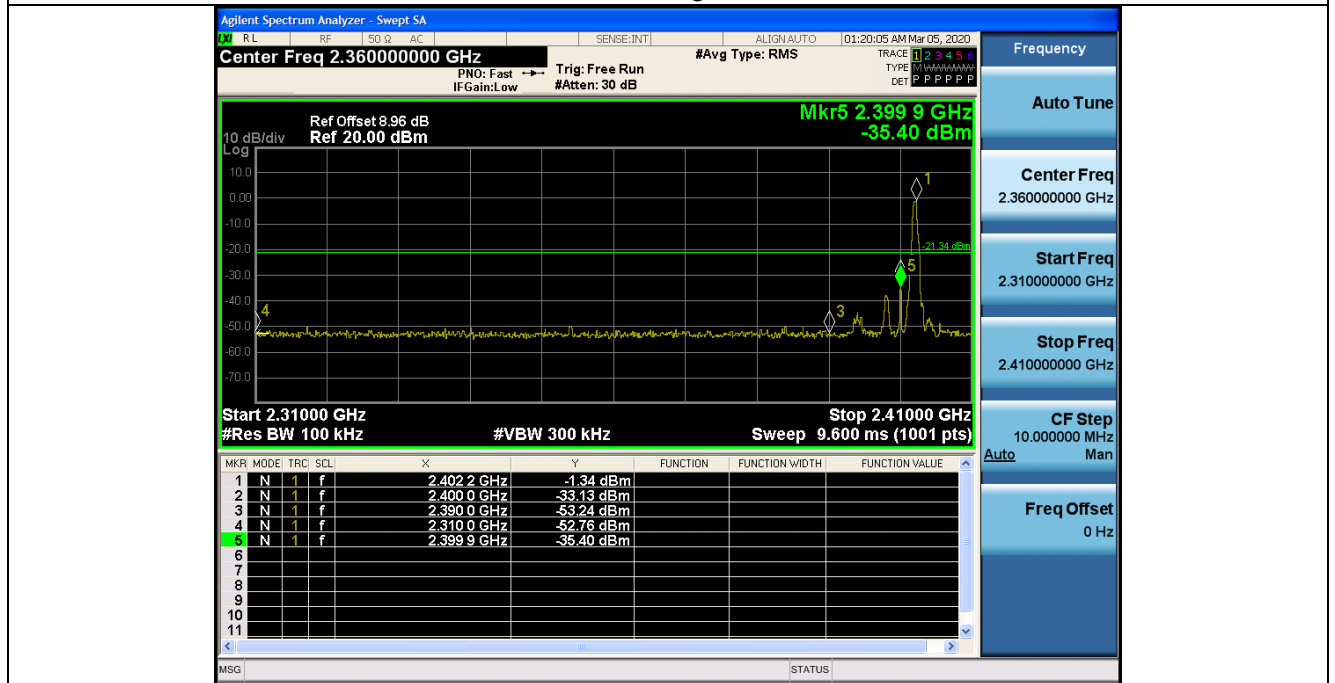 Agilent Spectrum Analyzer - Swept SA
LXI RL RF 50 Ω AC SENSE:INT ALIGN AUTO 01:20:05 AM Mar 05, 2020
Center Freq 2.360000000 GHz
PNO: Fast
IFGain:Low
Trig: Free Run
#Atten: 30 dB
#Avg Type: RMS
TRACE 1 2 3 4 5 6
TYPE M WWWWW
DET P P P P P P
Mkr5 2.399 9 GHz
-35.40 dBm
Ref Offset 8.96 dB
10 dB/div Ref 20.00 dBm
Log
10.0
0.00
-10.0
-20.0
-30.0
-40.0
-50.0
-60.0
-70.0
1
-21.34 dBm
5
4
3
Start 2.31000 GHz Stop 2.41000 GHz
#Res BW 100 kHz #VBW 300 kHz Sweep 9.600 ms (1001 pts)
MKR MODE TRC SCL X Y FUNCTION FUNCTION WIDTH FUNCTION VALUE
1 N 1 f 2.402 2 GHz -1.34 dBm
2 N 1 f 2.400 0 GHz -33.13 dBm
3 N 1 f 2.390 0 GHz -53.24 dBm
4 N 1 f 2.310 0 GHz -52.76 dBm
5 N 1 f 2.399 9 GHz -35.40 dBm
6
7
8
9
10
11
MSG STATUS
Frequency
Auto Tune
Center Freq
2.360000000 GHz
Start Freq
2.310000000 GHz
Stop Freq
2.410000000 GHz
CF Step
10.000000 MHz
Auto Man
Freq Offset
0 Hz